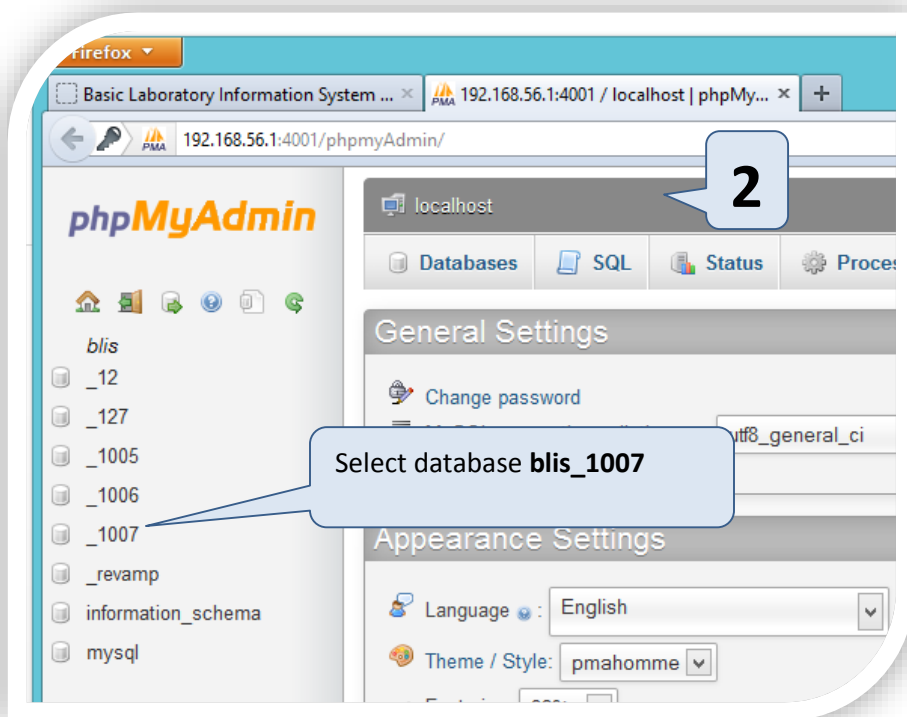 Firefox
Basic Laboratory Information System ... × PMA 192.168.56.1:4001 / localhost | phpMy... × +
PMA 192.168.56.1:4001/phpmyAdmin/
phpMyAdmin
localhost
2
Databases SQL Status Proces
General Settings
blis
_12
_127
_1005
_1006
_1007
_revamp
information_schema
mysql
Change password
utf8_general_ci
Select database blis_1007
Appearance Settings
Language : English
Theme / Style: pmahomme